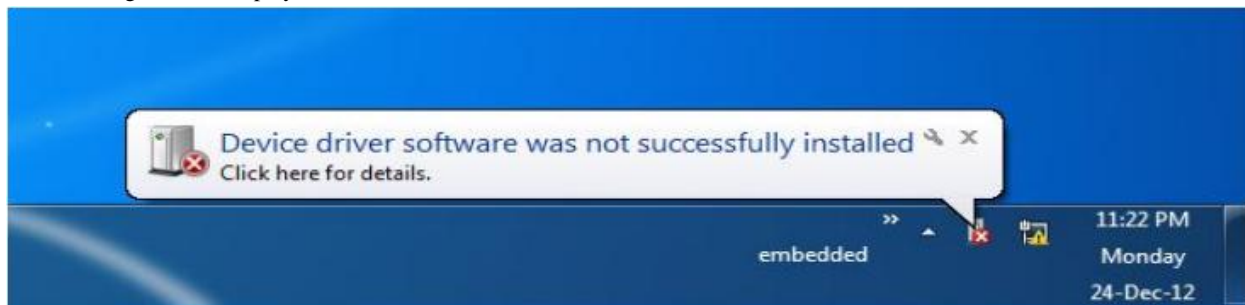 Device driver software was not successfully installed
Click here for details.
11:22 PM
embedded
Monday
24-Dec-12